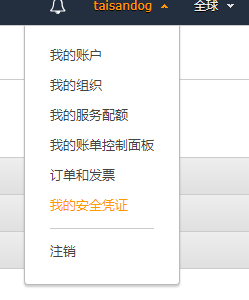 taisandog 全球
我的账户
我的组织
我的服务配额
我的账单控制面板
订单和发票
我的安全凭证
注销